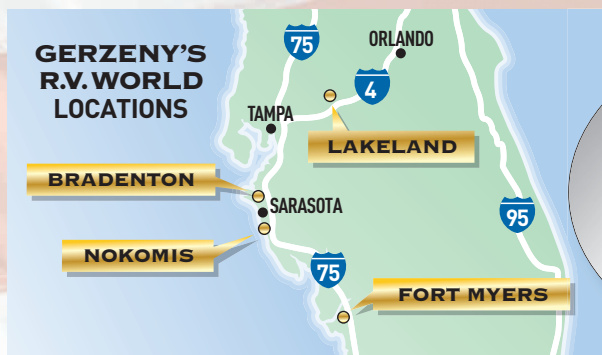 GERZENY'S
R.V. WORLD
LOCATIONS
75
ORLANDO
4
TAMPA
LAKELAND
BRADENTON
SARASOTA
95
NOKOMIS
75
FORT MYERS